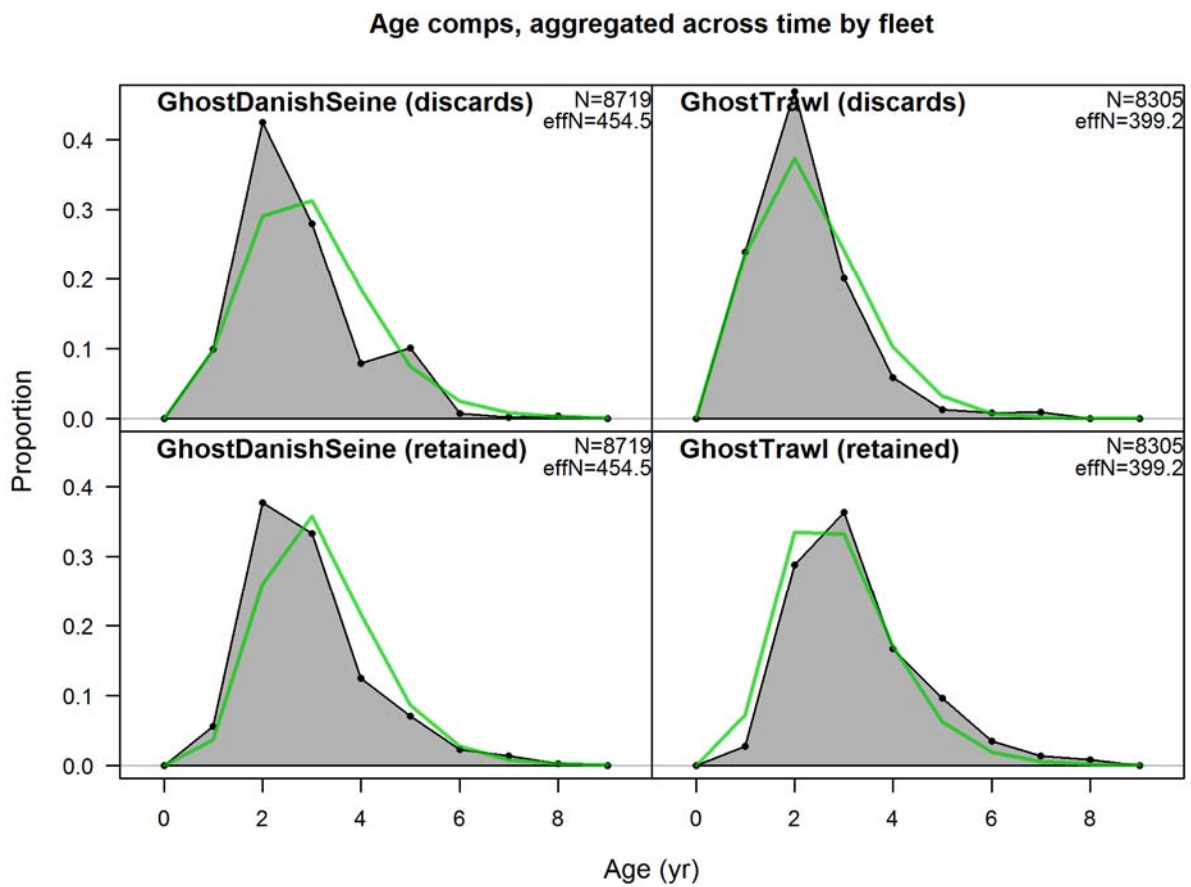 Age comps, aggregated across time by fleet
GhostDanishSeine (discards)
N=8719
effN=454.5
GhostTrawl (discards)
N=8305
effN=399.2
0.4
0.3
0.2
0.1
0.0
GhostDanishSeine (retained)
N=8719
effN=454.5
GhostTrawl (retained)
N=8305
effN=399.2
0.4
0.3
0.2
0.1
0.0
Proportion
0 2 4 6 8
0 2 4 6 8
Age (yr)